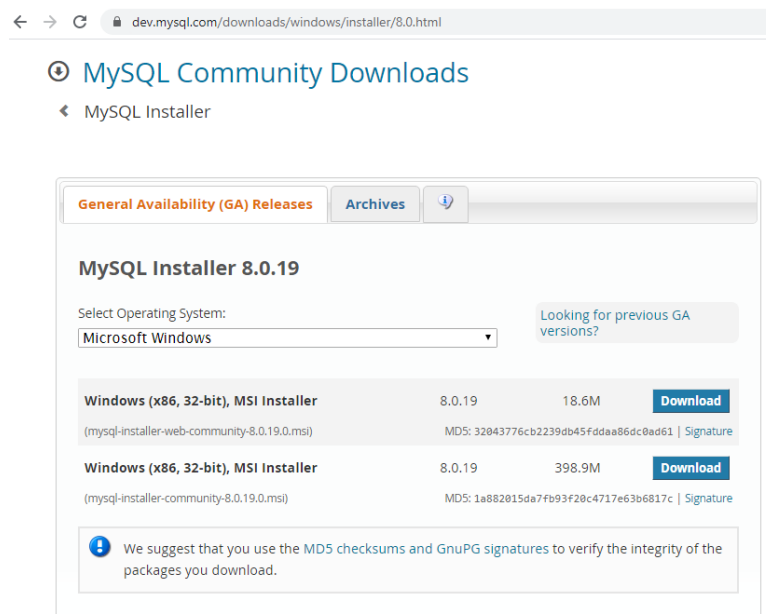 dev.mysql.com/downloads/windows/installer/8.0.html
MySQL Community Downloads
MySQL Installer
General Availability (GA) Releases
Archives
MySQL Installer 8.0.19
Select Operating System:
Microsoft Windows
Looking for previous GA
versions?
Windows (x86, 32-bit), MSI Installer 8.0.19 18.6M Download
(mysql-installer-web-community-8.0.19.0.msi) MD5: 32043776cb2239db45fddaa86dc0ad61 | Signature
Windows (x86, 32-bit), MSI Installer 8.0.19 398.9M Download
(mysql-installer-community-8.0.19.0.msi) MD5: 1a882015da7fb93f20c4717e63b6817c | Signature
We suggest that you use the MD5 checksums and GnuPG signatures to verify the integrity of the
packages you download.